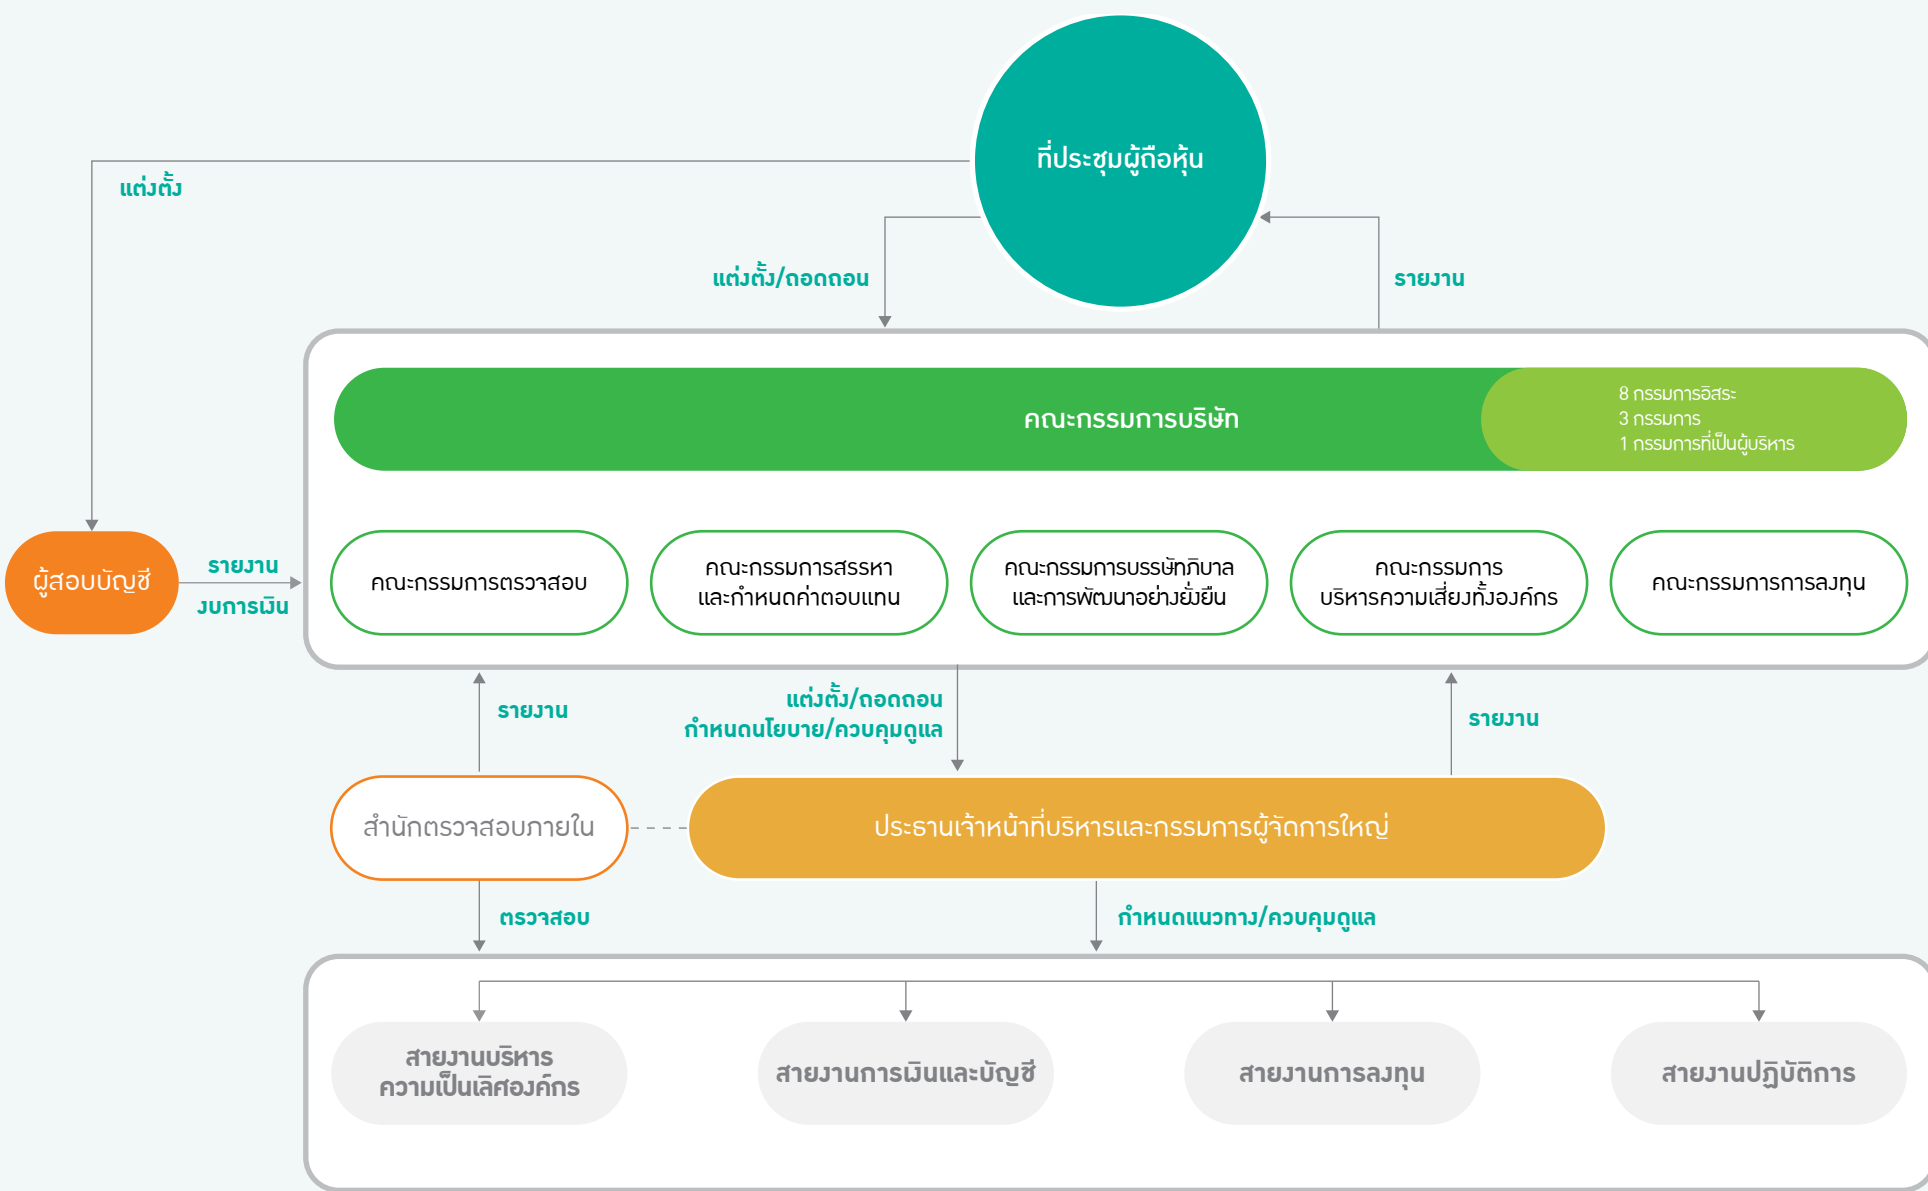 ที่ประชุมผู้ถือหุ้น
แต่งตั้ง
แต่งตั้ง/ถอดถอน
รายงาน
คณะกรรมการบริษัท
8 กรรมการอิสระ
3 กรรมการ
1 กรรมการที่เป็นผู้บริหาร
ผู้สอบบัญชี
รายงาน
งบการเงิน
คณะกรรมการตรวจสอบ
คณะกรรมการสรรหา
และกำหนดค่าตอบแทน
คณะกรรมการบรรษัทภิบาล
และการพัฒนาอย่างยั่งยืน
คณะกรรมการ
บริหารความเสี่ยงทั้งองค์กร
คณะกรรมการการลงทุน
รายงาน
แต่งตั้ง/ถอดถอน
กำหนดนโยบาย/ควบคุมดูแล
รายงาน
สำนักตรวจสอบภายใน
ประธานเจ้าหน้าที่บริหารและกรรมการผู้จัดการใหญ่
ตรวจสอบ
กำหนดแนวทาง/ควบคุมดูแล
สายงานบริหาร
ความเป็นเลิศองค์กร
สายงานการเงินและบัญชี
สายงานการลงทุน
สายงานปฏิบัติการ